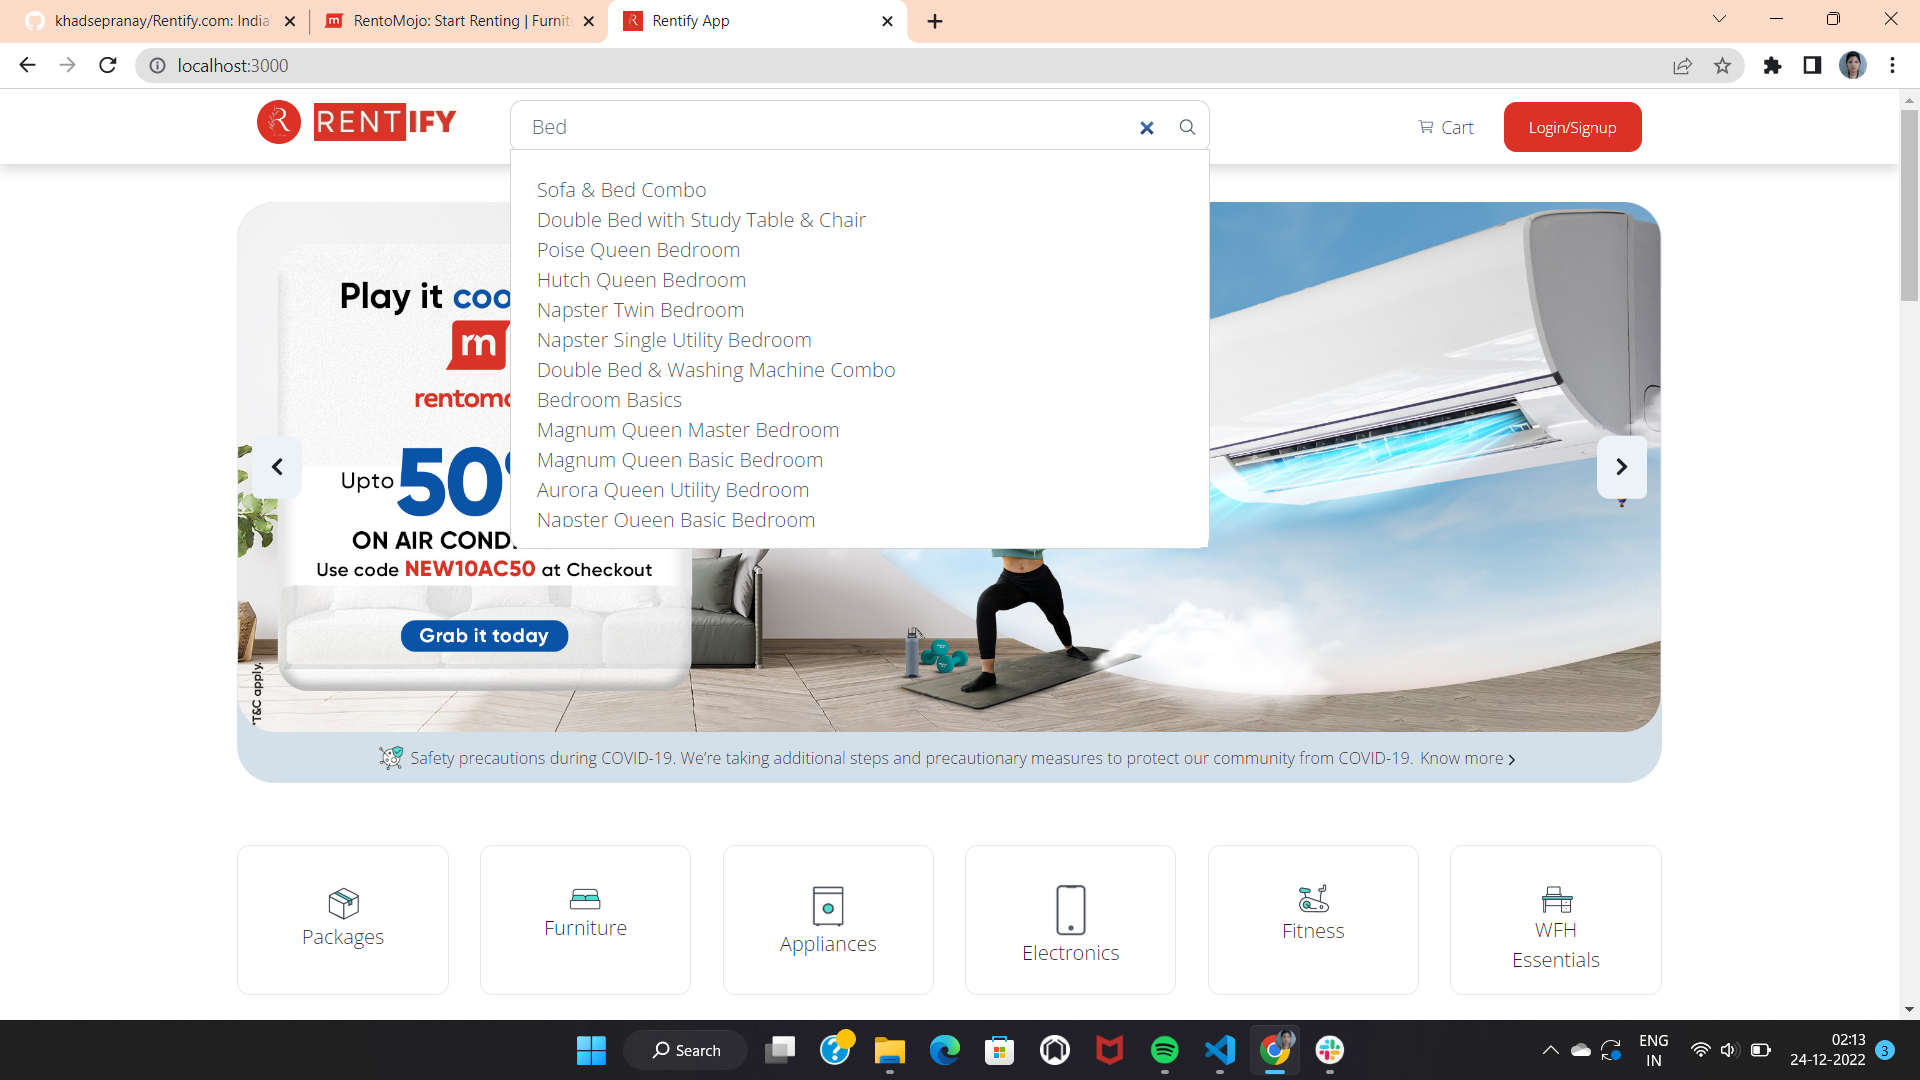 khadsepranay/Rentify.com: India'
RentoMojo: Start Renting | Furnit
Rentify App
localhost:3000
R RENTIFY
Bed
Cart
Login/Signup
Sofa & Bed Combo
Double Bed with Study Table & Chair
Poise Queen Bedroom
Hutch Queen Bedroom
Napster Twin Bedroom
Napster Single Utility Bedroom
Double Bed & Washing Machine Combo
Bedroom Basics
Magnum Queen Master Bedroom
Magnum Queen Basic Bedroom
Aurora Queen Utility Bedroom
Napster Queen Basic Bedroom
Play it coo
m
rentomo
Upto 50
ON AIR COND
Use code NEW10AC50 at Checkout
Grab it today
*T&C apply.
Safety precautions during COVID-19. We're taking additional steps and precautionary measures to protect our community from COVID-19. Know more
Packages
Furniture
Appliances
Electronics
Fitness
WFH
Essentials
Search
ENG
IN
02:13
24-12-2022
3